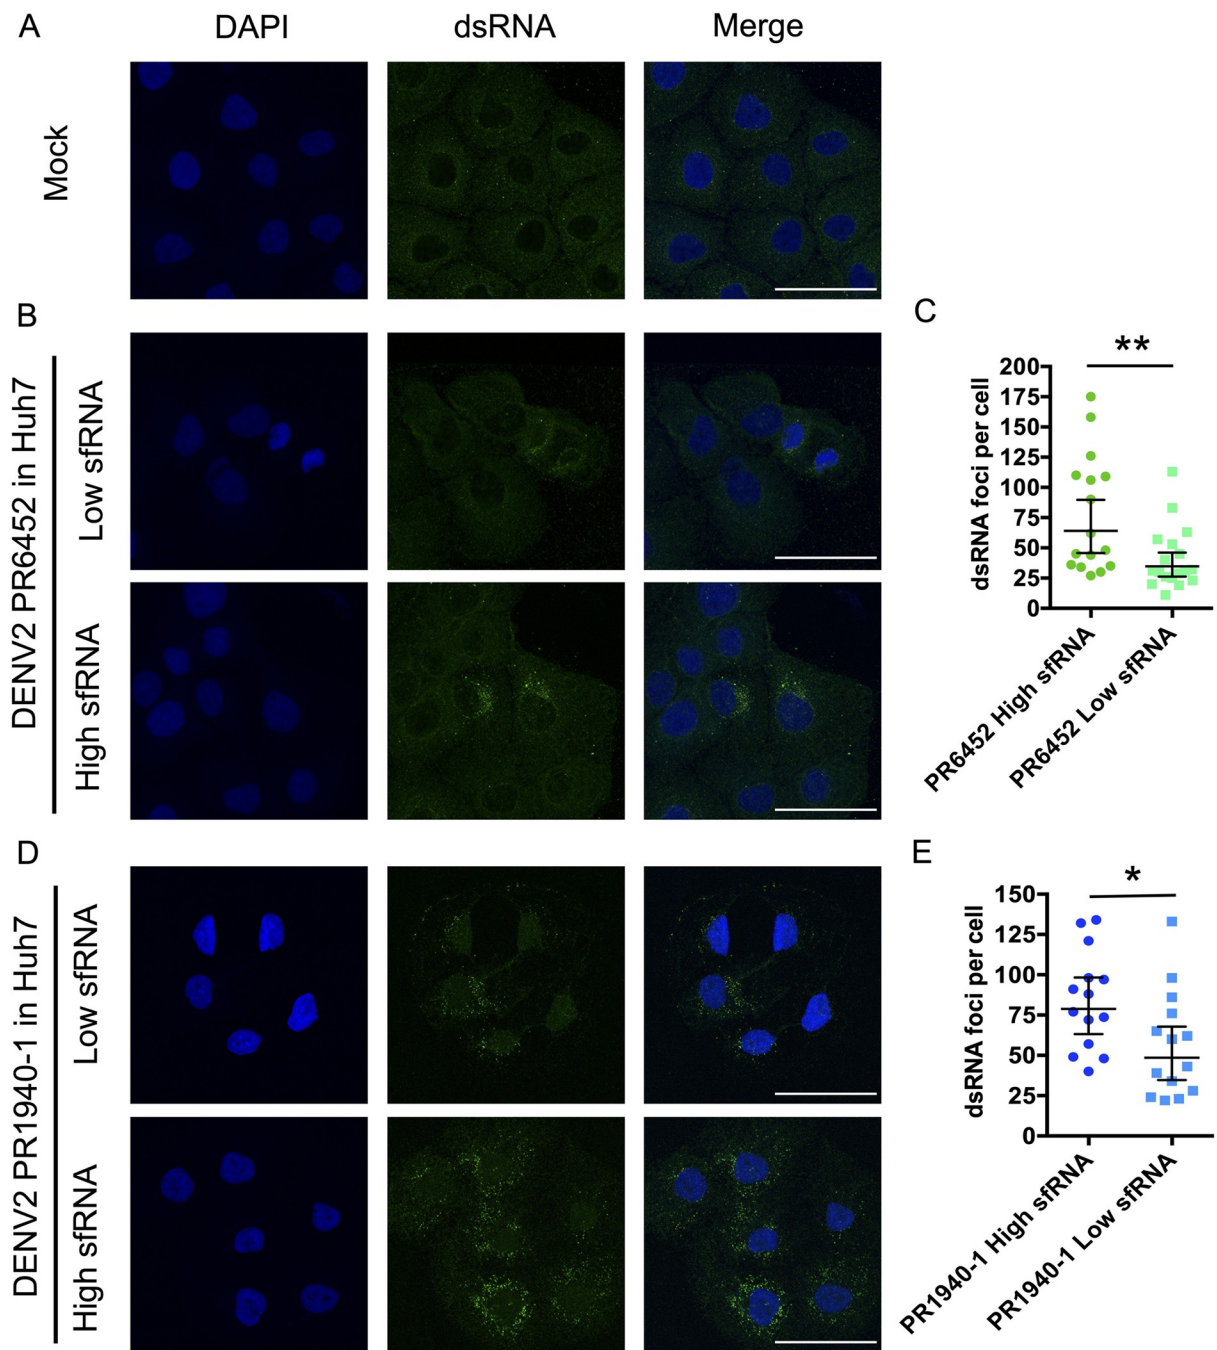 A
DAPI
dsRNA
Merge
Mock
B
DENV2 PR6452 in Huh7
Low sfRNA
High sfRNA
C
**
dsRNA foci per cell
200
175
150
125
100
75
50
25
0
PR6452 High sfRNA
PR6452 Low sfRNA
D
DENV2 PR1940-1 in Huh7
Low sfRNA
High sfRNA
E
*
dsRNA foci per cell
150
125
100
75
50
25
0
PR1940-1 High sfRNA
PR1940-1 Low sfRNA